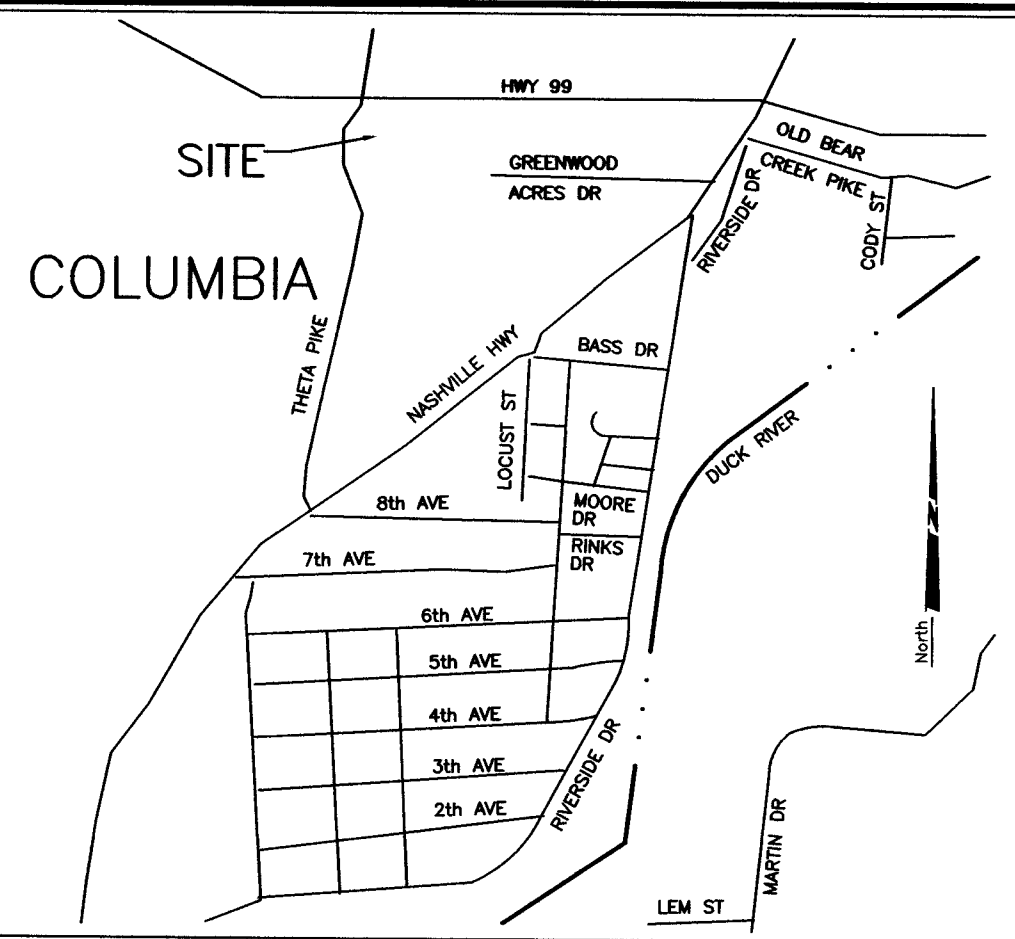 HWY 99
OLD BEAR
CREEK PIKE
SITE
GREENWOOD
ACRES DR
RIVERSIDE DR
CODY ST
COLUMBIA
THETA PIKE
NASHVILLE HWY
BASS DR
LOCUST ST
DUCK RIVER
8th AVE
MOORE
DR
RINKS
DR
7th AVE
N
North
6th AVE
5th AVE
4th AVE
RIVERSIDE DR
3th AVE
2th AVE
MARTIN DR
LEM ST